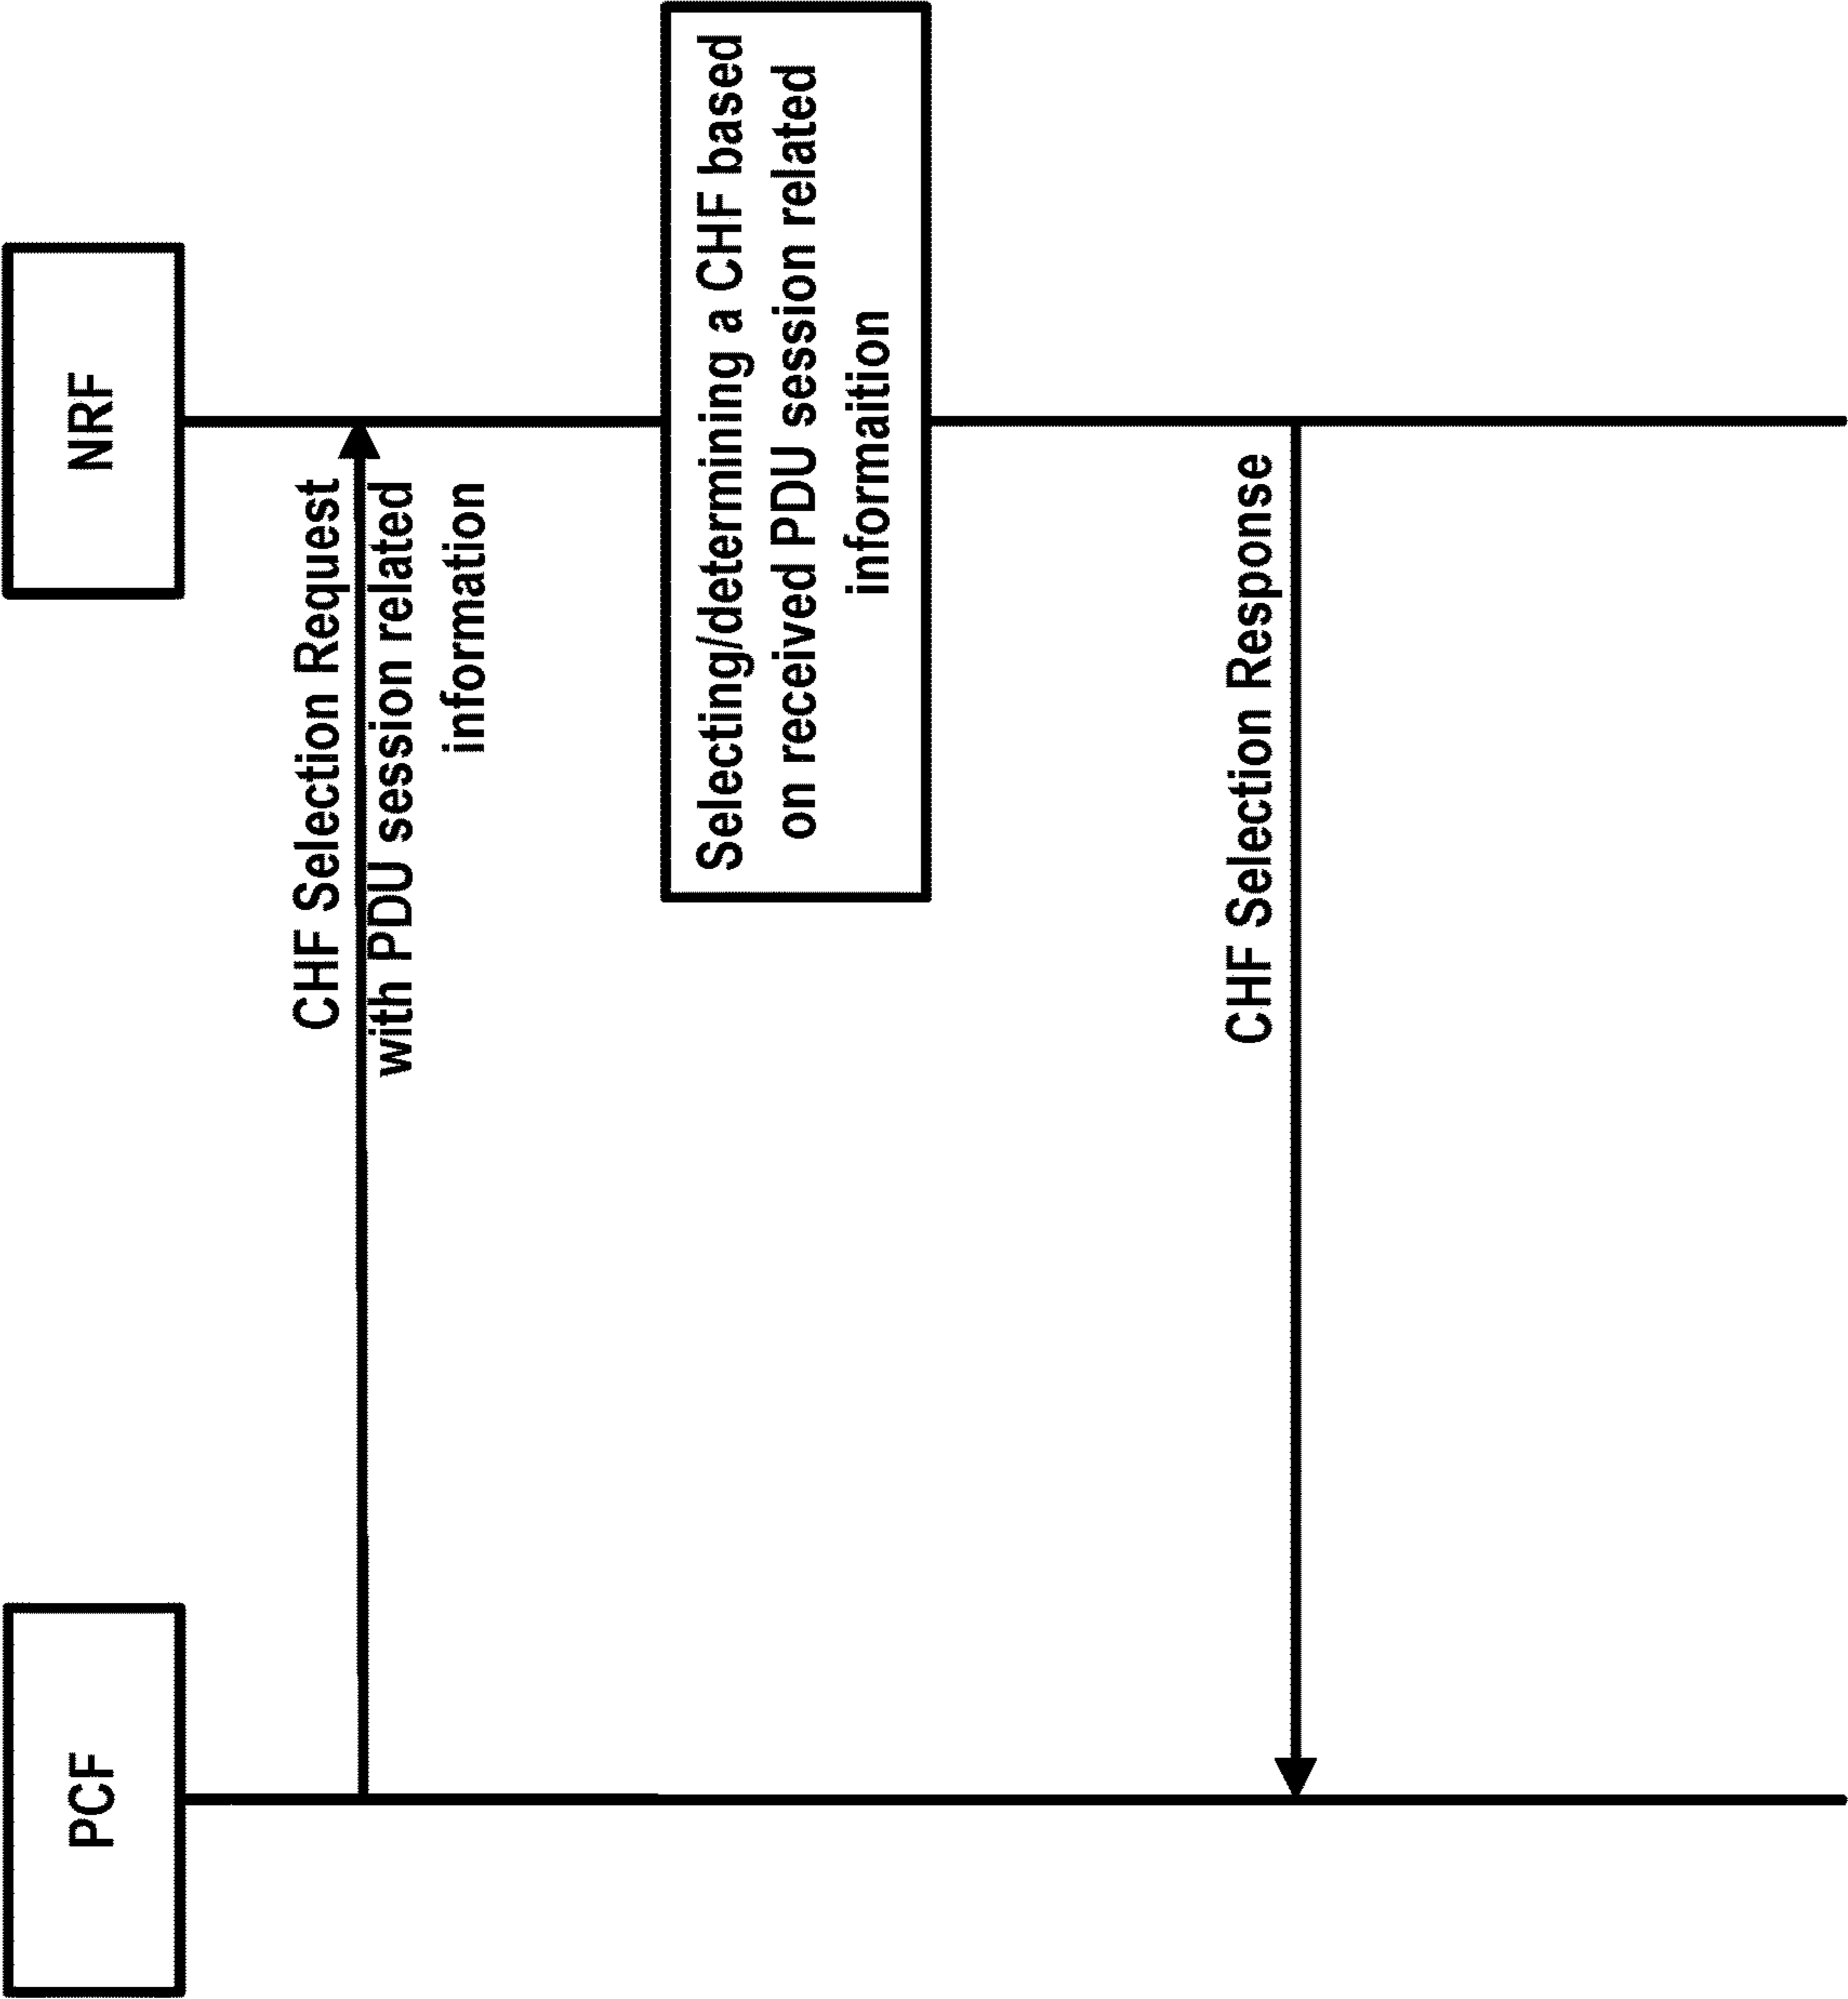 PCF
NRF
CHF Selection Request
with PDU session related
information
Selecting/determining a CHF based
on received PDU session related
informaition
CHF Selection Response